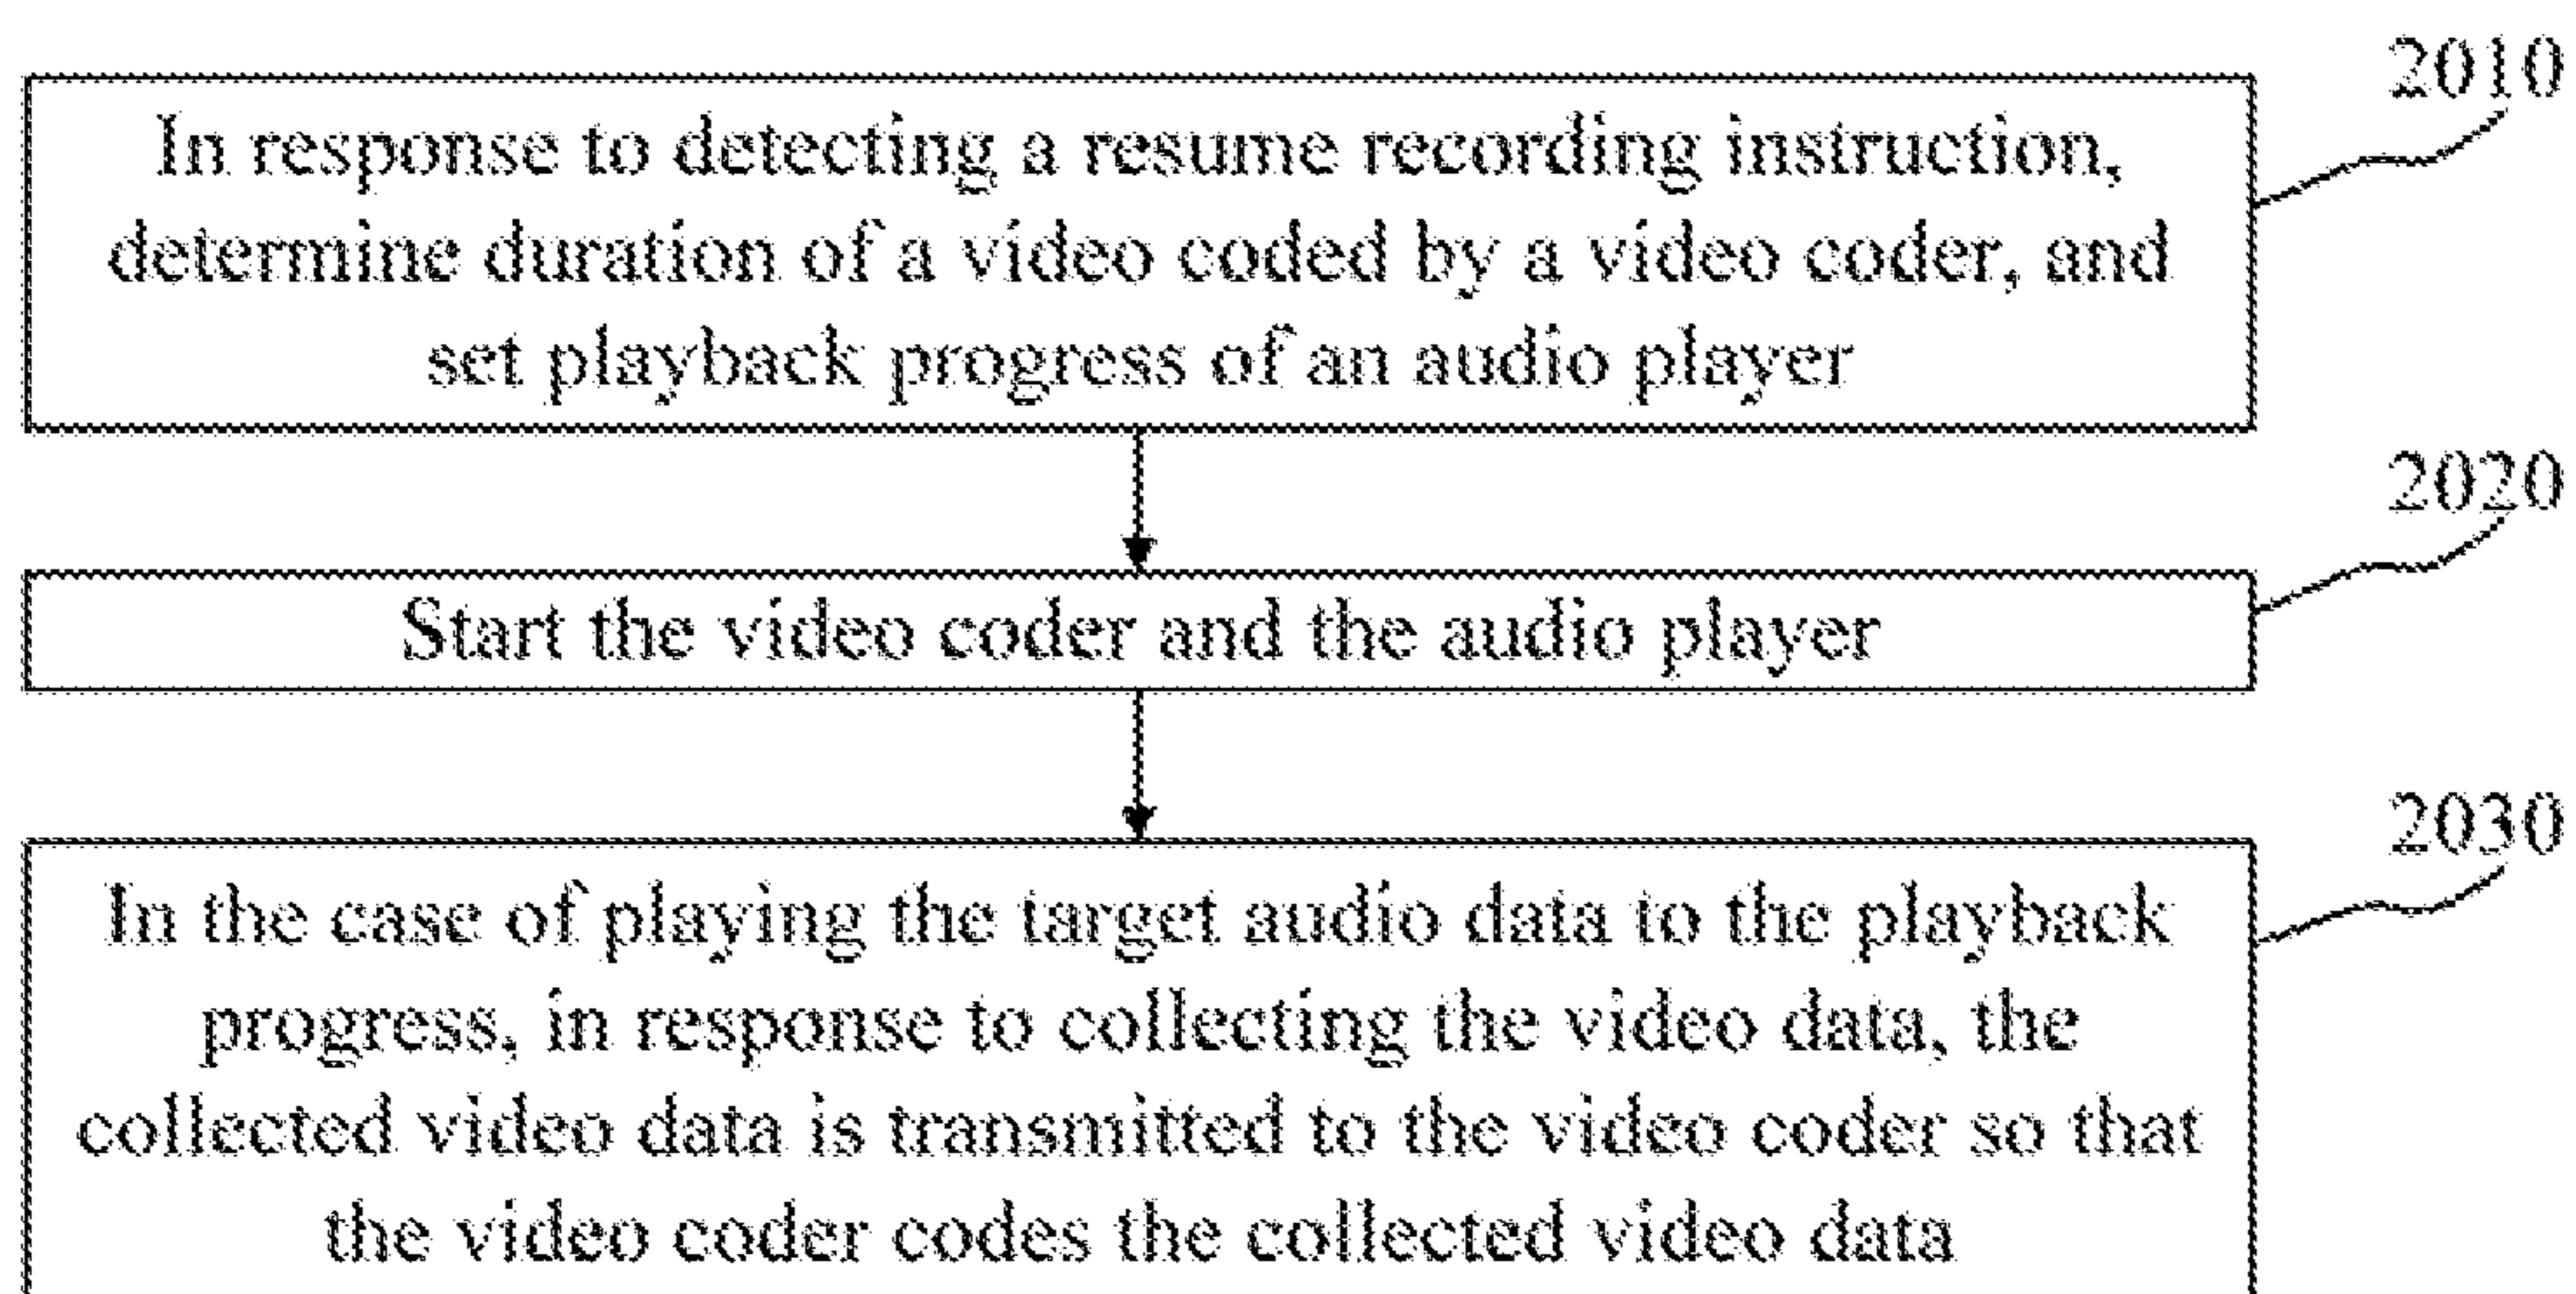 2010
In response to detecting a resume recording instruction,
determine duration of a video coded by a video coder, and
set playback progress of an audio player
2020
Start the video coder and the audio player
2030
In the case of playing the target audio data to the playback
progress, in response to collecting the video data, the
collected video data is transmitted to the video coder so that
the video coder codes the collected video data